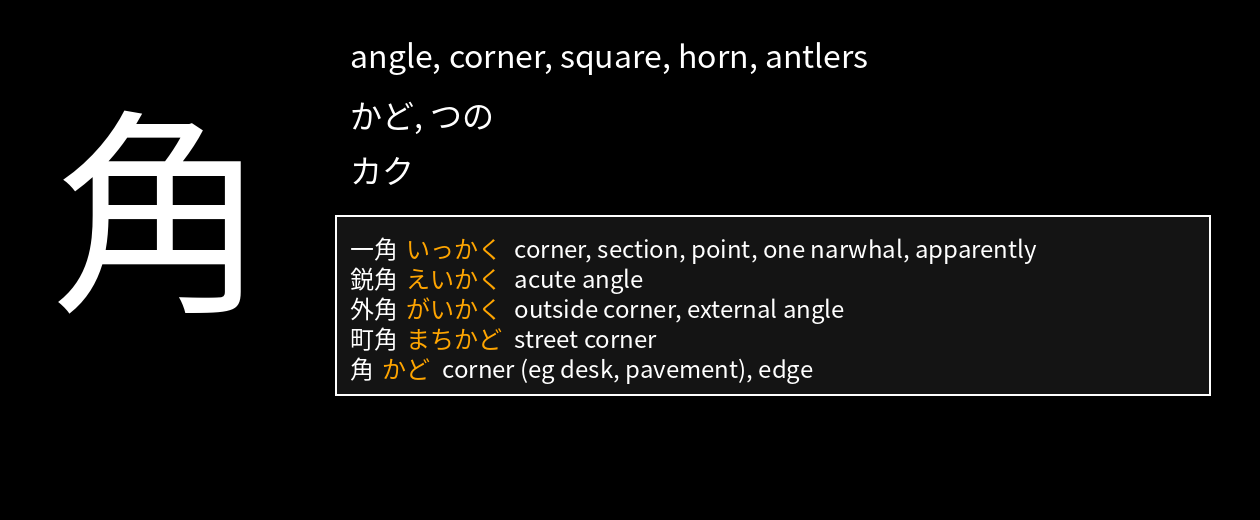 角
angle, corner, square, horn, antlers
かど, つの
カク
一角 いっかく corner, section, point, one narwhal, apparently
鋭角 えいかく acute angle
外角 がいかく outside corner, external angle
町角 まちかど street corner
角 かど corner (eg desk, pavement), edge